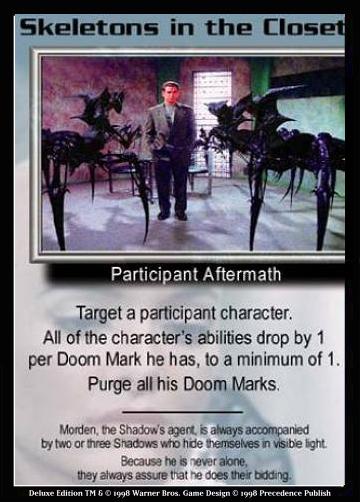 Skeletons in the Closet
Participant Aftermath
Target a participant character.
All of the character's abilities drop by 1
per Doom Mark he has, to a minimum of 1.
Purge all his Doom Marks.
Morden, the Shadow's agent, is always accompanied
by two or three Shadows who hide themselves in visible light.
Because he is never alone,
they always assure that he does their bidding.
Deluxe Edition TM & © 1998 Warner Bros. Game Design © 1998 Precedence Publish